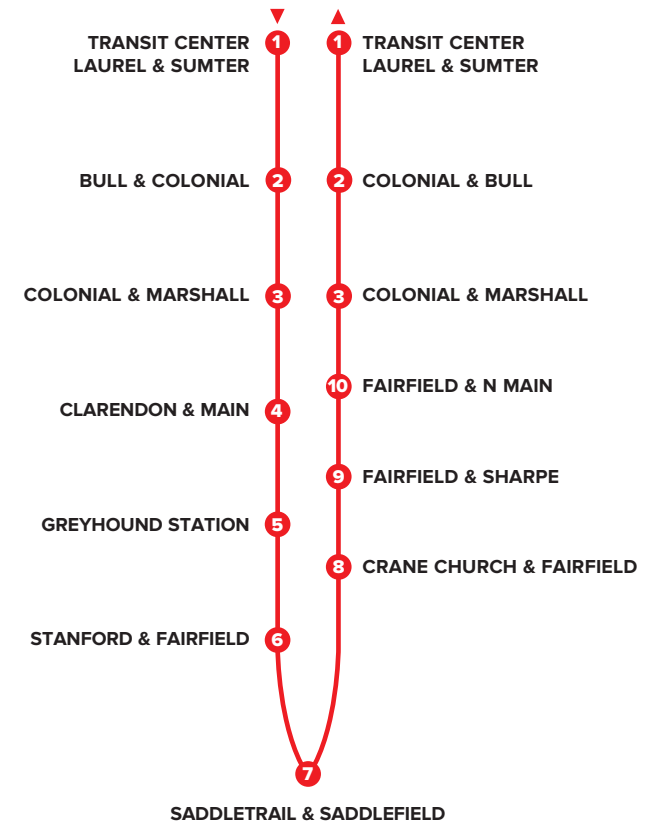 1
TRANSIT CENTER
LAUREL & SUMTER
2
BULL & COLONIAL
3
COLONIAL & MARSHALL
4
CLARENDON & MAIN
5
GREYHOUND STATION
6
STANFORD & FAIRFIELD
7
SADDLETRAIL & SADDLEFIELD
8
CRANE CHURCH & FAIRFIELD
9
FAIRFIELD & SHARPE
10
FAIRFIELD & N MAIN
3
COLONIAL & MARSHALL
2
COLONIAL & BULL
1
TRANSIT CENTER
LAUREL & SUMTER